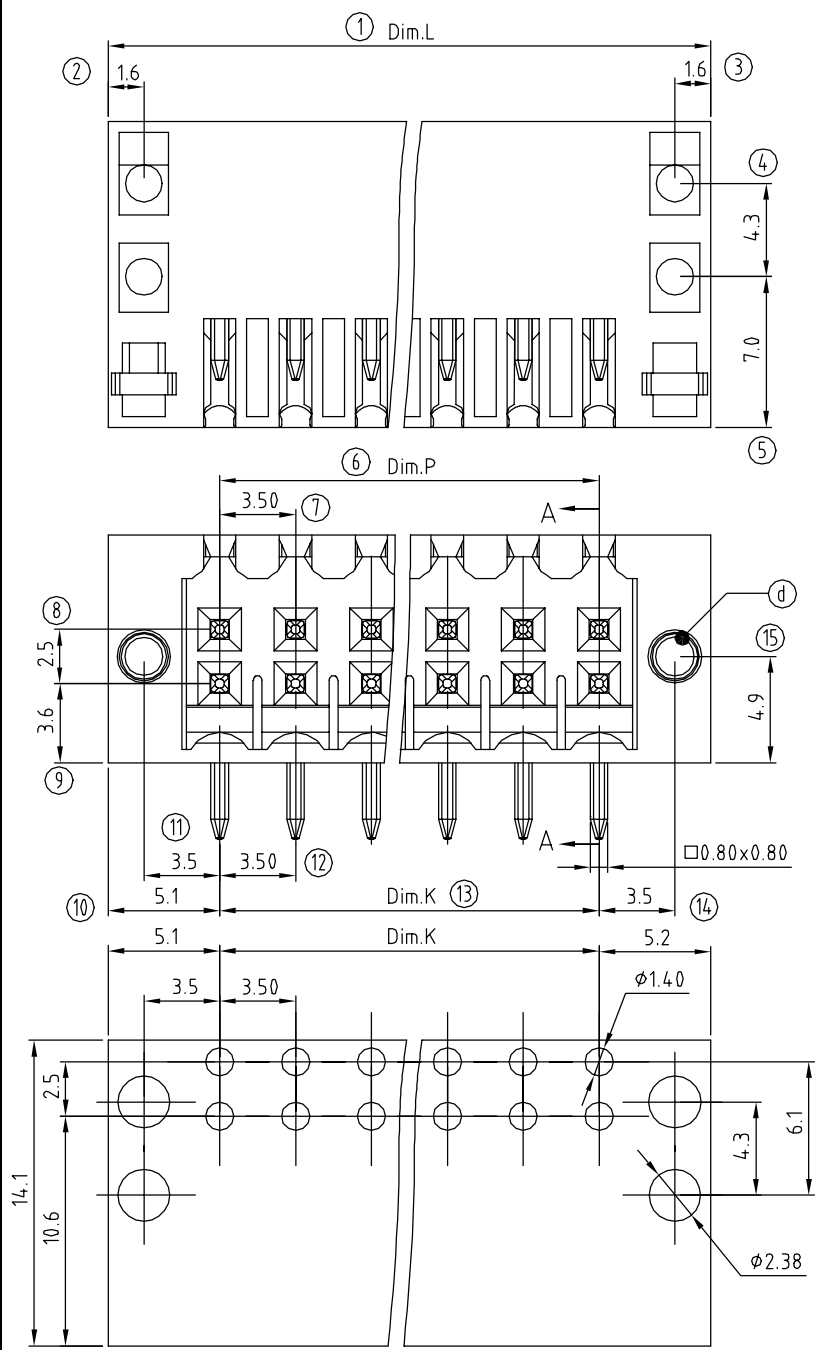 ① Dim.L
② ③
1.6 1.6
④
4.3
7.0
⑤
⑥ Dim.P
3.50 ⑦ A
ⓓ
⑧ ⑮
2.5
3.6 4.9
⑨
⑪ A □0.80x0.80
3.5 3.50 ⑫
⑩ 5.1 Dim.K ⑬ 3.5 ⑭
5.1 Dim.K 5.2
3.5 3.50 ϕ1.40
2.5
6.1
4.3
14.1
10.6
ϕ2.38